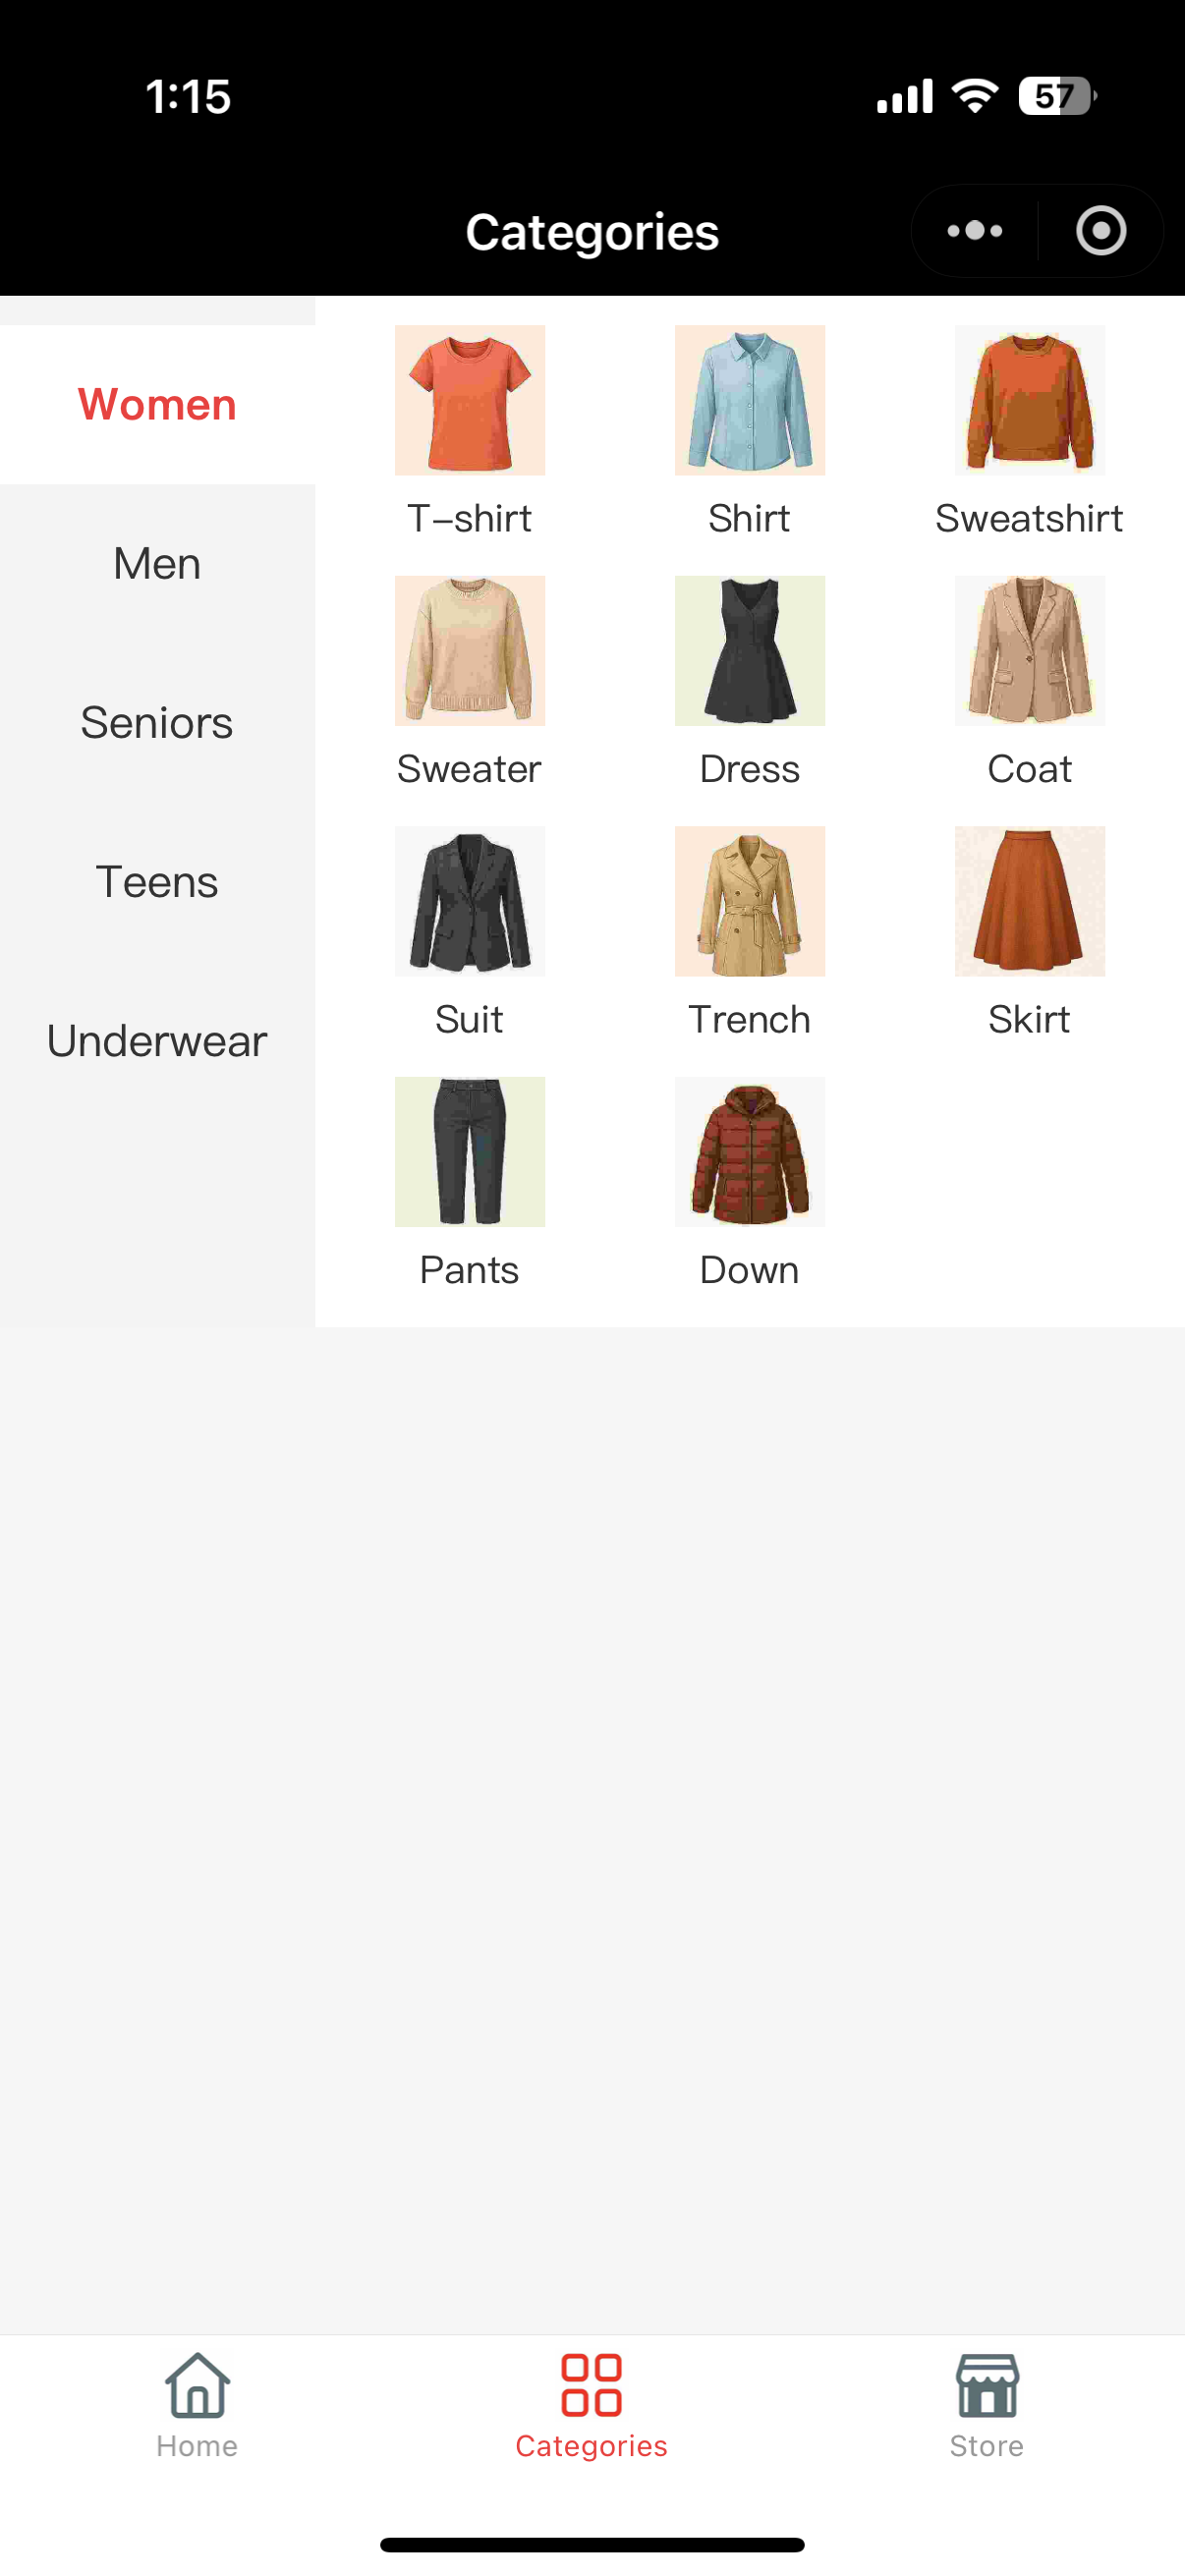 1:15
57
Categories
Women
Men
Seniors
Teens
Underwear
T-shirt
Shirt
Sweatshirt
Sweater
Dress
Coat
Suit
Trench
Skirt
Pants
Down
Home
Categories
Store